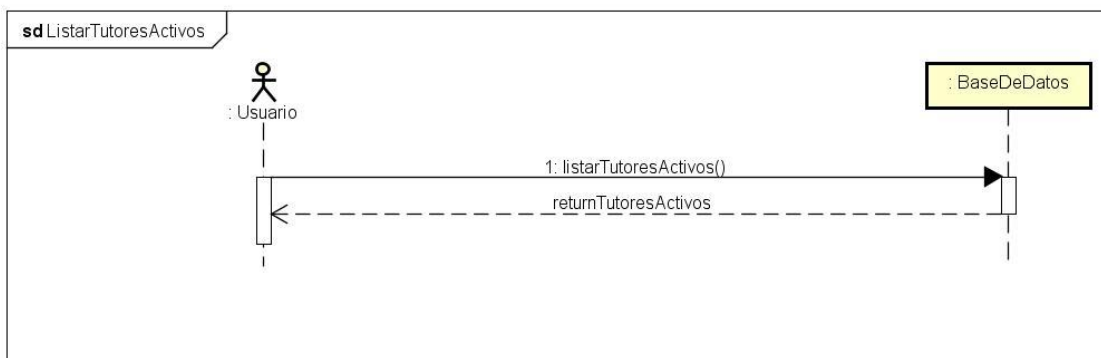 sd ListarTutoresActivos
: Usuario
: BaseDeDatos
1: listarTutoresActivos()
returnTutoresActivos